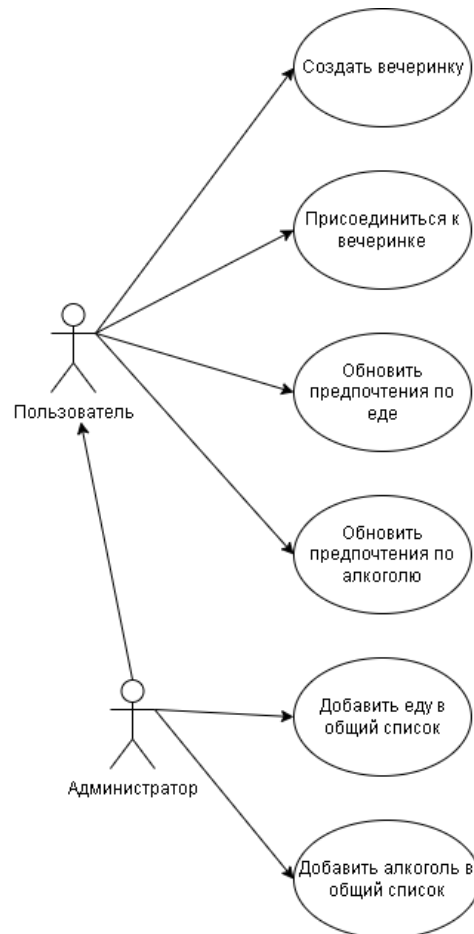 Создать вечеринку
Присоединиться к
вечеринке
Пользователь
Обновить
предпочтения по
еде
Обновить
предпочтения по
алкоголю
Администратор
Добавить еду в
общий список
Добавить алкоголь в
общий список